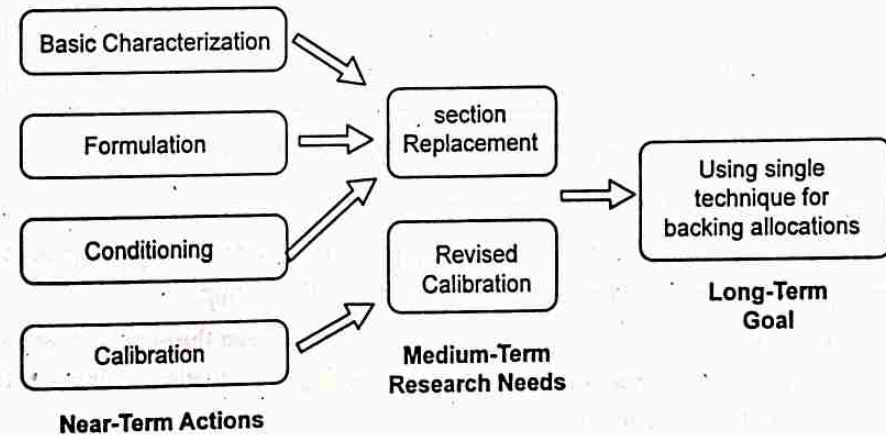 Basic Characterization
Formulation
Conditioning
Calibration
Near-Term Actions
section
Replacement
Revised
Calibration
Medium-Term
Research Needs
Using single
technique for
backing allocations
Long-Term
Goal